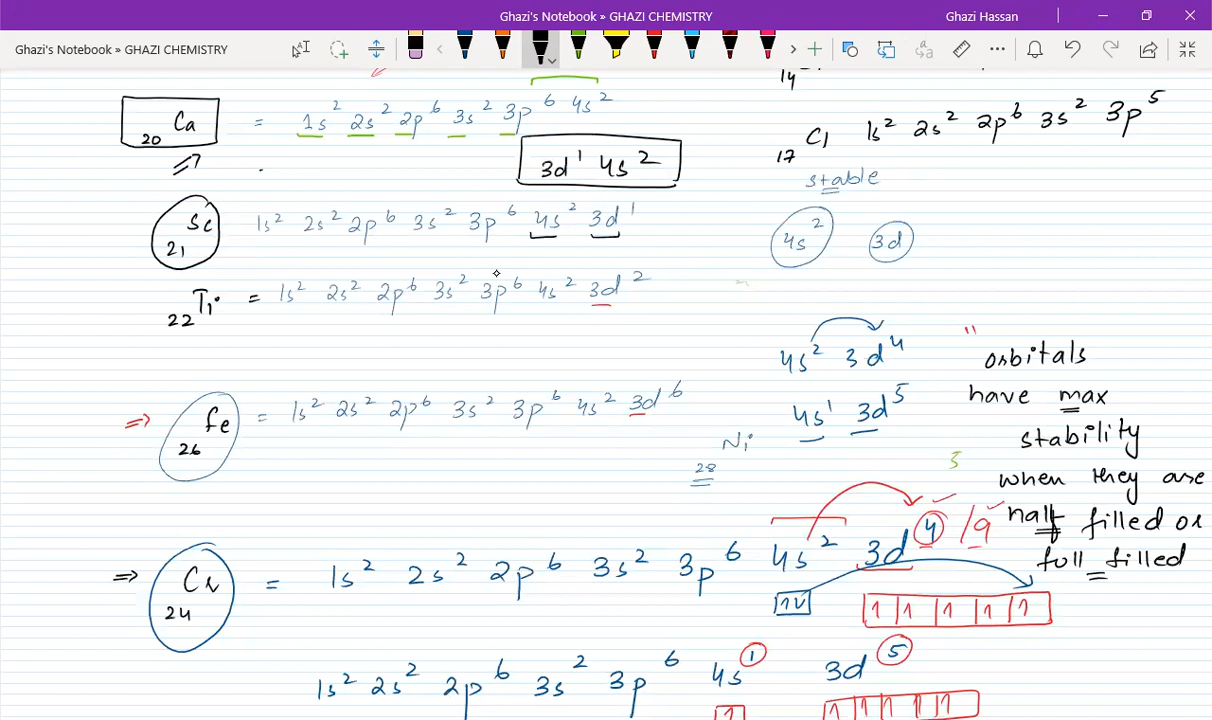 Ghazi's Notebook » GHAZI CHEMISTRY
Ghazi Hassan
Ghazi's Notebook » GHAZI CHEMISTRY
14
20 Ca = 1s² 2s² 2p⁶ 3s² 3p⁶ 4s²
3d¹ 4s²
17 Cl 1s² 2s² 2p⁶ 3s² 3p⁵
stable
21 Sc 1s² 2s² 2p⁶ 3s² 3p⁶ 4s² 3d¹
4s² 3d
22 Ti = 1s² 2s² 2p⁶ 3s² 3p⁶ 4s² 3d²
4s² 3d⁴
4s¹ 3d⁵
" orbitals
have max
stability
when they are
half filled or
full filled
⇒ 26 Fe = 1s² 2s² 2p⁶ 3s² 3p⁶ 4s² 3d⁶
28 Ni
5
⇒ 24 Cr = 1s² 2s² 2p⁶ 3s² 3p⁶ 4s² 3d⁴ /9
1s² 2s² 2p⁶ 3s² 3p⁶ 4s¹ 3d⁵